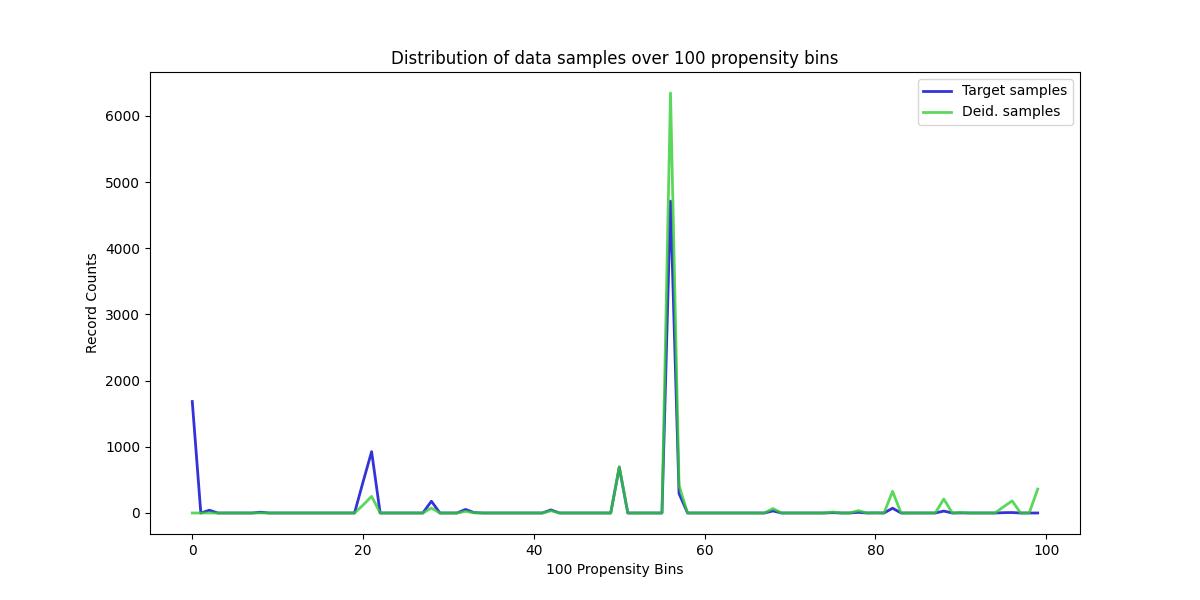 Distribution of data samples over 100 propensity bins
Target samples
Deid. samples
6000
5000
4000
3000
2000
1000
0
Record Counts
0 20 40 60 80 100
100 Propensity Bins